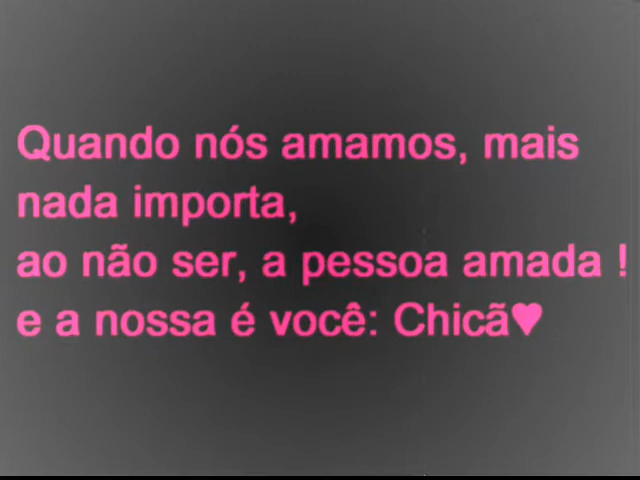 Quando nós amamos, mais
nada importa,
ao não ser, a pessoa amada !
e a nossa é você: Chicã♥